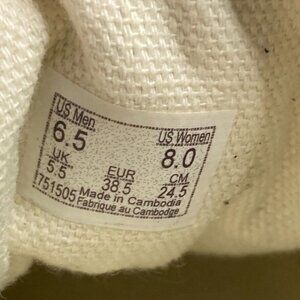 US Men US Women
6.5 8.0
UK EUR CM
5.5 38.5 24.5
751505 Made in Cambodia
Fabrique au Cambodge